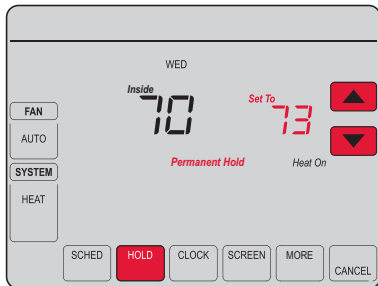 WED
Inside
70
Set To
73
FAN
AUTO
Permanent Hold
Heat On
SYSTEM
HEAT
SCHED
HOLD
CLOCK
SCREEN
MORE
CANCEL